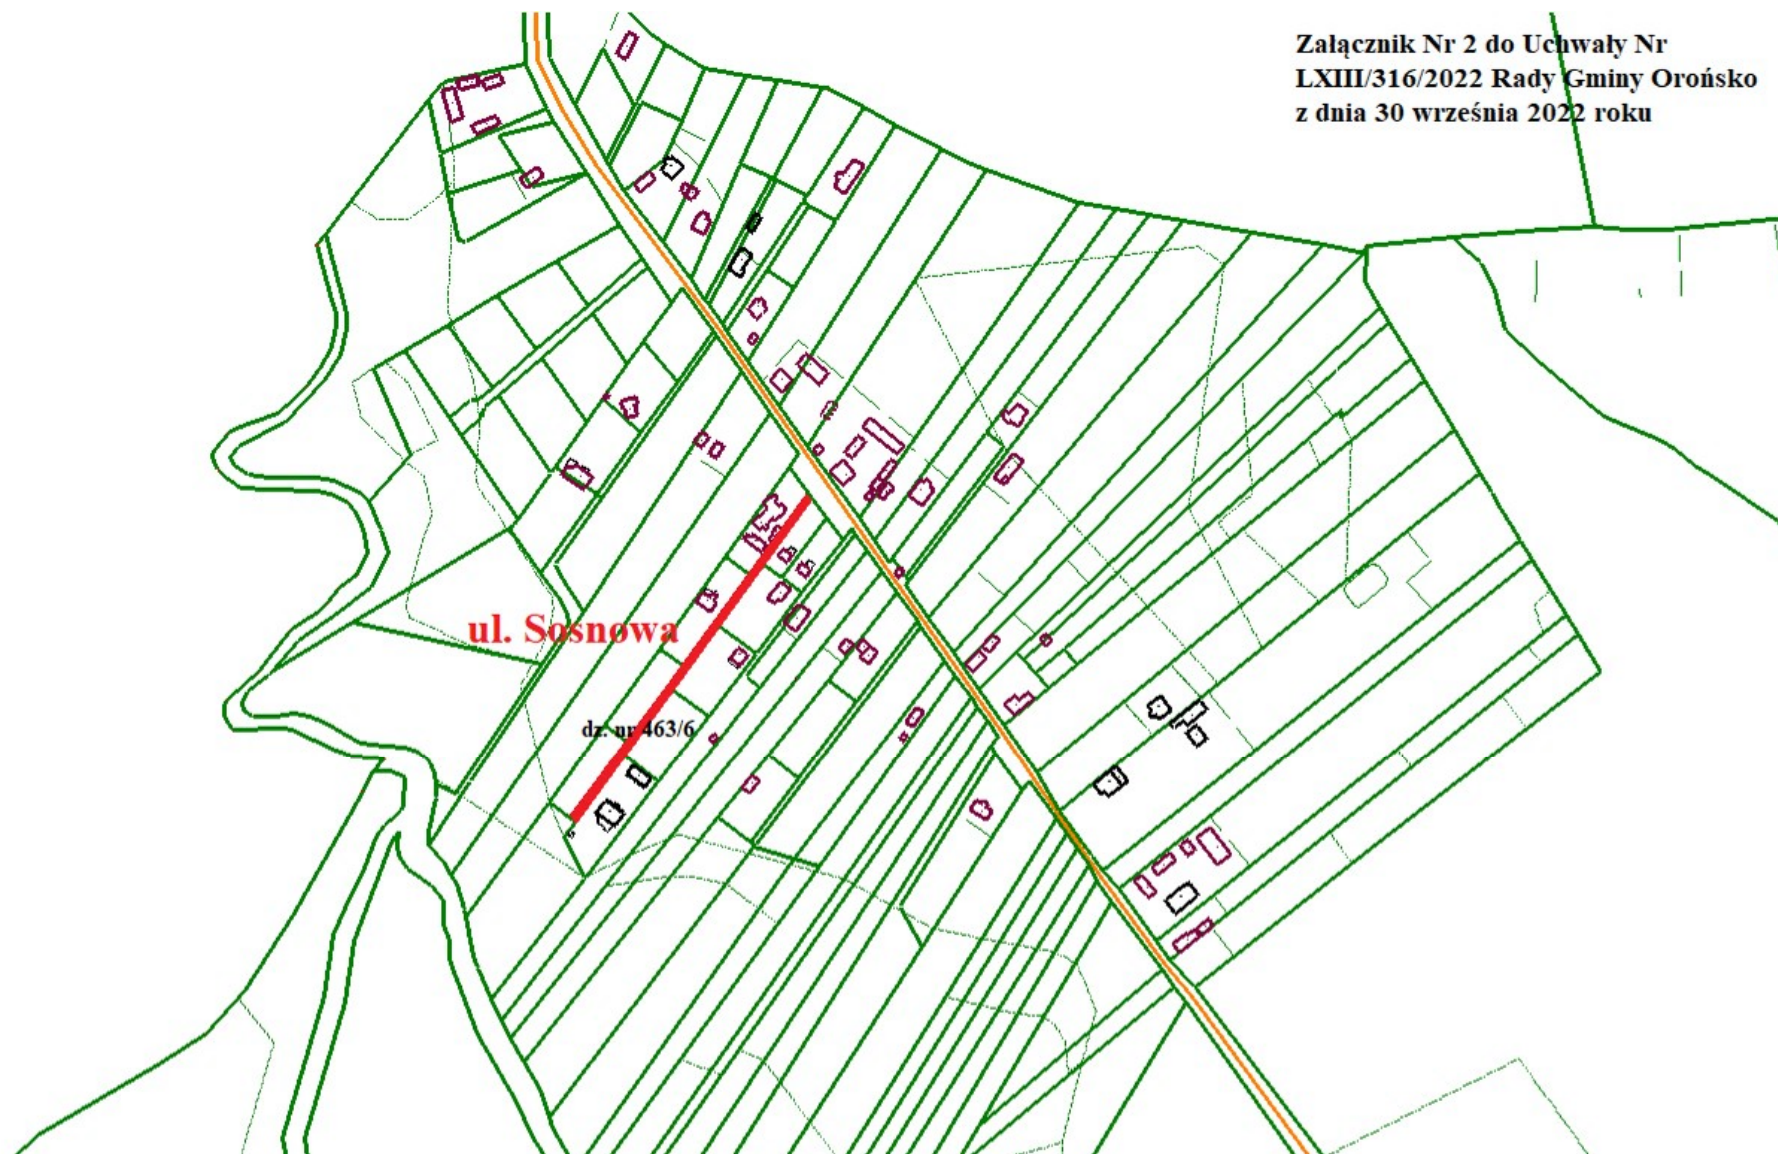 Załącznik Nr 2 do Uchwały Nr
LXIII/316/2022 Rady Gminy Orońsko
z dnia 30 września 2022 roku
ul. Sosnowa
dz. nr 463/6